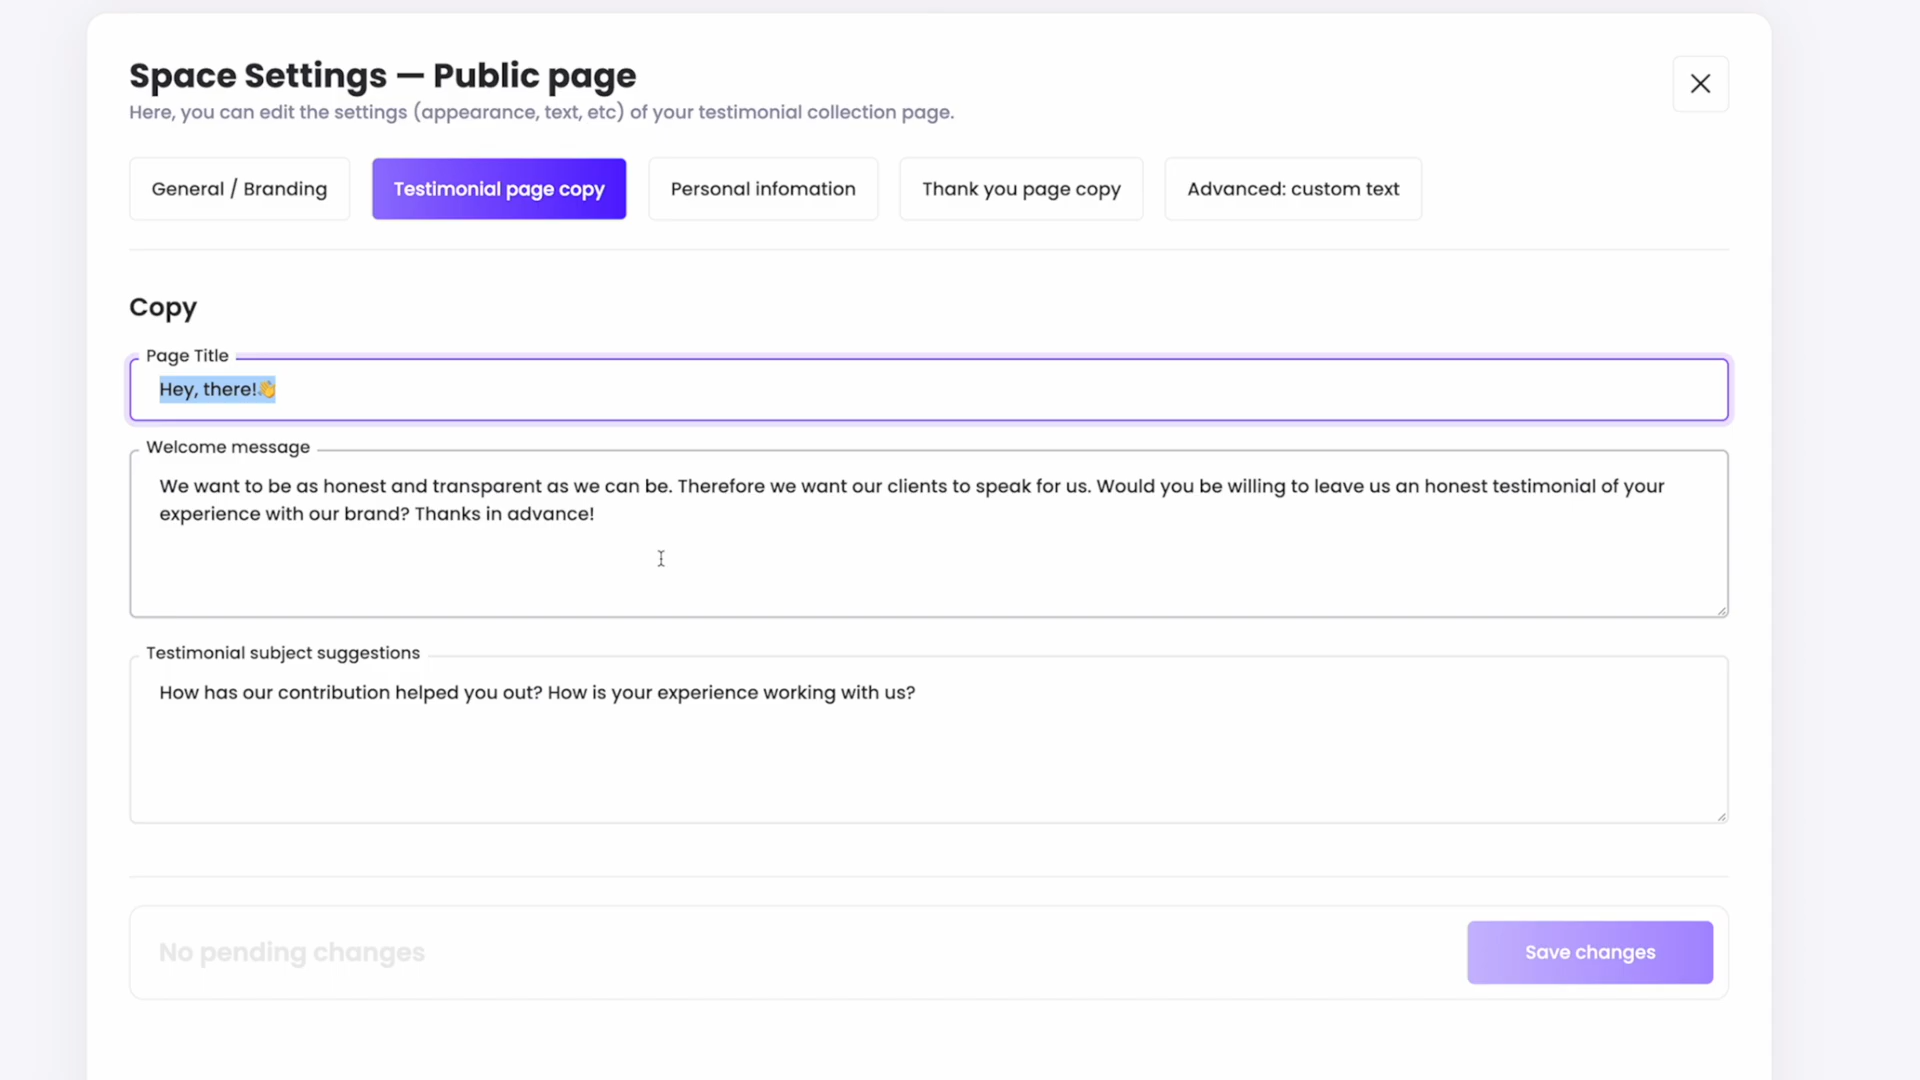 Space Settings — Public page
Here, you can edit the settings (appearance, text, etc) of your testimonial collection page.
General / Branding
Testimonial page copy
Personal infomation
Thank you page copy
Advanced: custom text
Copy
Page Title
Hey, there!👋
Welcome message
We want to be as honest and transparent as we can be. Therefore we want our clients to speak for us. Would you be willing to leave us an honest testimonial of your
experience with our brand? Thanks in advance!
Testimonial subject suggestions
How has our contribution helped you out? How is your experience working with us?
No pending changes
Save changes